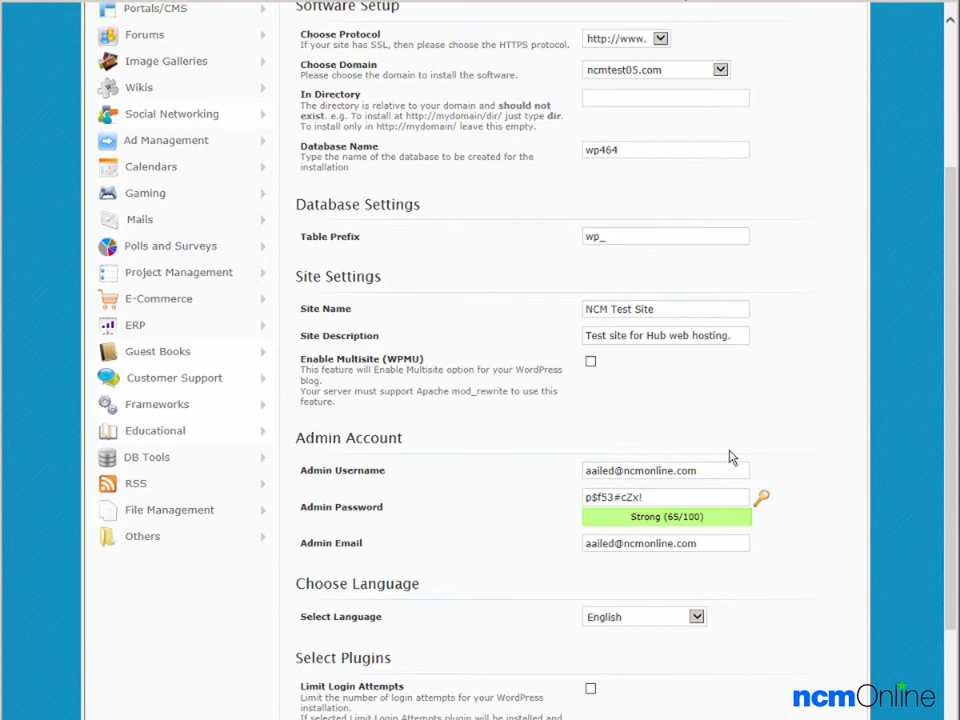 Portals/CMS
Forums
Image Galleries
Wikis
Social Networking
Ad Management
Calendars
Gaming
Mails
Polls and Surveys
Project Management
E-Commerce
ERP
Guest Books
Customer Support
Frameworks
Educational
DB Tools
RSS
File Management
Others
Software Setup
Choose Protocol
If your site has SSL, then please choose the HTTPS protocol.
http://www.
Choose Domain
Please choose the domain to install the software.
ncmtest05.com
In Directory
The directory is relative to your domain and should not
exist. e.g. To install at http://mydomain/dir/ just type dir.
To install only in http://mydomain/ leave this empty.
Database Name
Type the name of the database to be created for the
installation
wp464
Database Settings
Table Prefix
wp_
Site Settings
Site Name
NCM Test Site
Site Description
Test site for Hub web hosting.
Enable Multisite (WPMU)
This feature will Enable Multisite option for your WordPress
blog.
Your server must support Apache mod_rewrite to use this
feature.
Admin Account
Admin Username
aailed@ncmonline.com
Admin Password
p$f53#cZx!
Strong (65/100)
Admin Email
aailed@ncmonline.com
Choose Language
Select Language
English
Select Plugins
Limit Login Attempts
Limit the number of login attempts for your WordPress
installation.
If selected Limit Login Attempts plugin will be installed and
ncmOnline